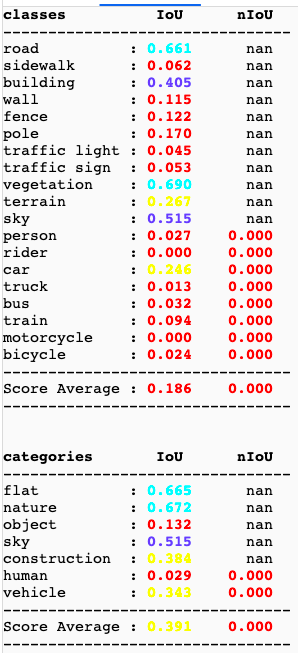 classes IoU nIoU
--------------------------------
road : 0.661 nan
sidewalk : 0.062 nan
building : 0.405 nan
wall : 0.115 nan
fence : 0.122 nan
pole : 0.170 nan
traffic light : 0.045 nan
traffic sign : 0.053 nan
vegetation : 0.690 nan
terrain : 0.267 nan
sky : 0.515 nan
person : 0.027 0.000
rider : 0.000 0.000
car : 0.246 0.000
truck : 0.013 0.000
bus : 0.032 0.000
train : 0.094 0.000
motorcycle : 0.000 0.000
bicycle : 0.024 0.000
--------------------------------
Score Average : 0.186 0.000
--------------------------------
categories IoU nIoU
--------------------------------
flat : 0.665 nan
nature : 0.672 nan
object : 0.132 nan
sky : 0.515 nan
construction : 0.384 nan
human : 0.029 0.000
vehicle : 0.343 0.000
--------------------------------
Score Average : 0.391 0.000
--------------------------------